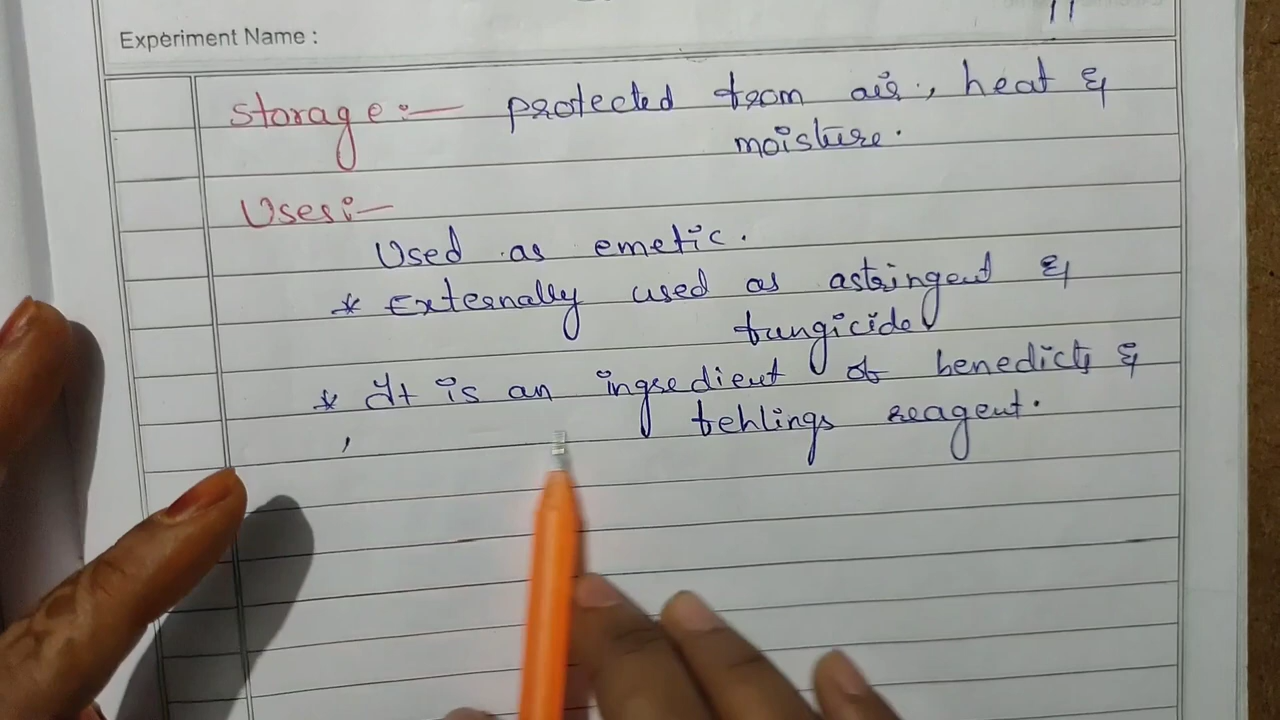 11
Experiment Name :
Storage:— protected from air, heat &
moisture.
Uses:—
Used as emetic.
* Externally used as astringent &
fungicide
* It is an ingredient of benedicts &
fehlings reagent.